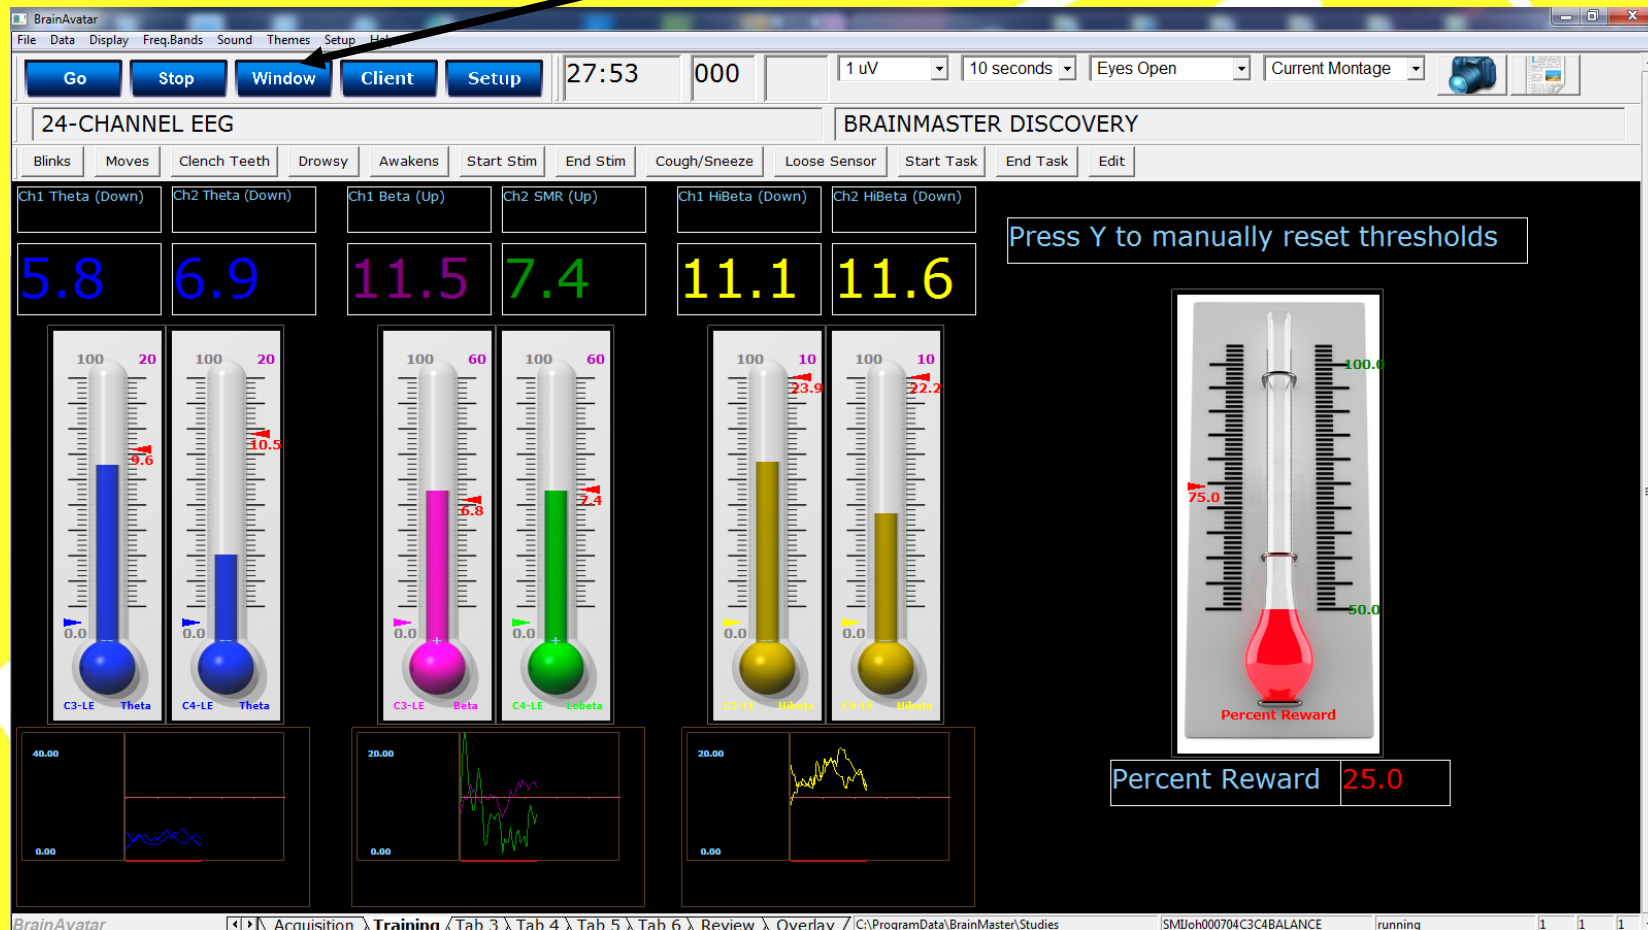 BrainAvatar
File Data Display Freq.Bands Sound Themes Setup
Go Stop Window Client Setup 27:53 000 1 uV 10 seconds Eyes Open Current Montage
24-CHANNEL EEG BRAINMASTER DISCOVERY
Blinks Moves Clench Teeth Drowsy Awakens Start Stim End Stim Cough/Sneeze Loose Sensor Start Task End Task Edit
Ch1 Theta (Down) Ch2 Theta (Down) Ch1 Beta (Up) Ch2 SMR (Up) Ch1 HiBeta (Down) Ch2 HiBeta (Down)
Press Y to manually reset thresholds
5.8 6.9 11.5 7.4 11.1 11.6
100 20 100 20 100 60 100 60 100 10 100 10
100.0
23.9 22.2
9.6 10.5 6.8 7.4
75.0
50.0
0.0 0.0 0.0 0.0 0.0 0.0
C3-LE Theta C4-LE Theta C3-LE Beta C4-LE Lobeta C3-LE Hibeta C4-LE Hibeta
Percent Reward
40.00 20.00 20.00
Percent Reward 25.0
0.00 0.00 0.00
BrainAvatar Acquisition Training Tab 3 Tab 4 Tab 5 Tab 6 Review Overlay C:\ProgramData\BrainMaster\Studies SMIJoh000704C3C4BALANCE running 1 1 1